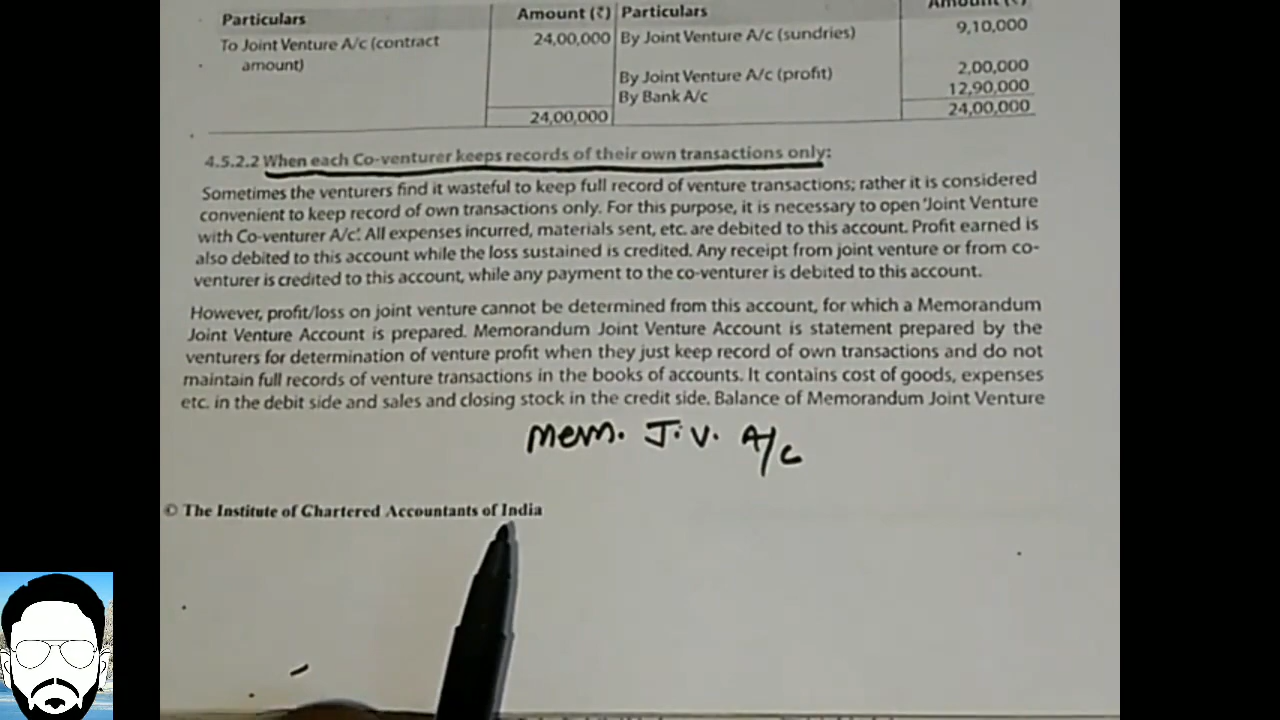 Particulars Amount (₹) Particulars
To Joint Venture A/c (contract 24,00,000 By Joint Venture A/c (sundries) 9,10,000
amount)
By Joint Venture A/c (profit) 2,00,000
By Bank A/c 12,90,000
24,00,000 24,00,000
4.5.2.2 When each Co-venturer keeps records of their own transactions only:
Sometimes the venturers find it wasteful to keep full record of venture transactions; rather it is considered
convenient to keep record of own transactions only. For this purpose, it is necessary to open 'Joint Venture
with Co-venturer A/c'. All expenses incurred, materials sent, etc. are debited to this account. Profit earned is
also debited to this account while the loss sustained is credited. Any receipt from joint venture or from co-
venturer is credited to this account, while any payment to the co-venturer is debited to this account.
However, profit/loss on joint venture cannot be determined from this account, for which a Memorandum
Joint Venture Account is prepared. Memorandum Joint Venture Account is statement prepared by the
venturers for determination of venture profit when they just keep record of own transactions and do not
maintain full records of venture transactions in the books of accounts. It contains cost of goods, expenses
etc. in the debit side and sales and closing stock in the credit side. Balance of Memorandum Joint Venture
Mem. J.V. A/c
© The Institute of Chartered Accountants of India